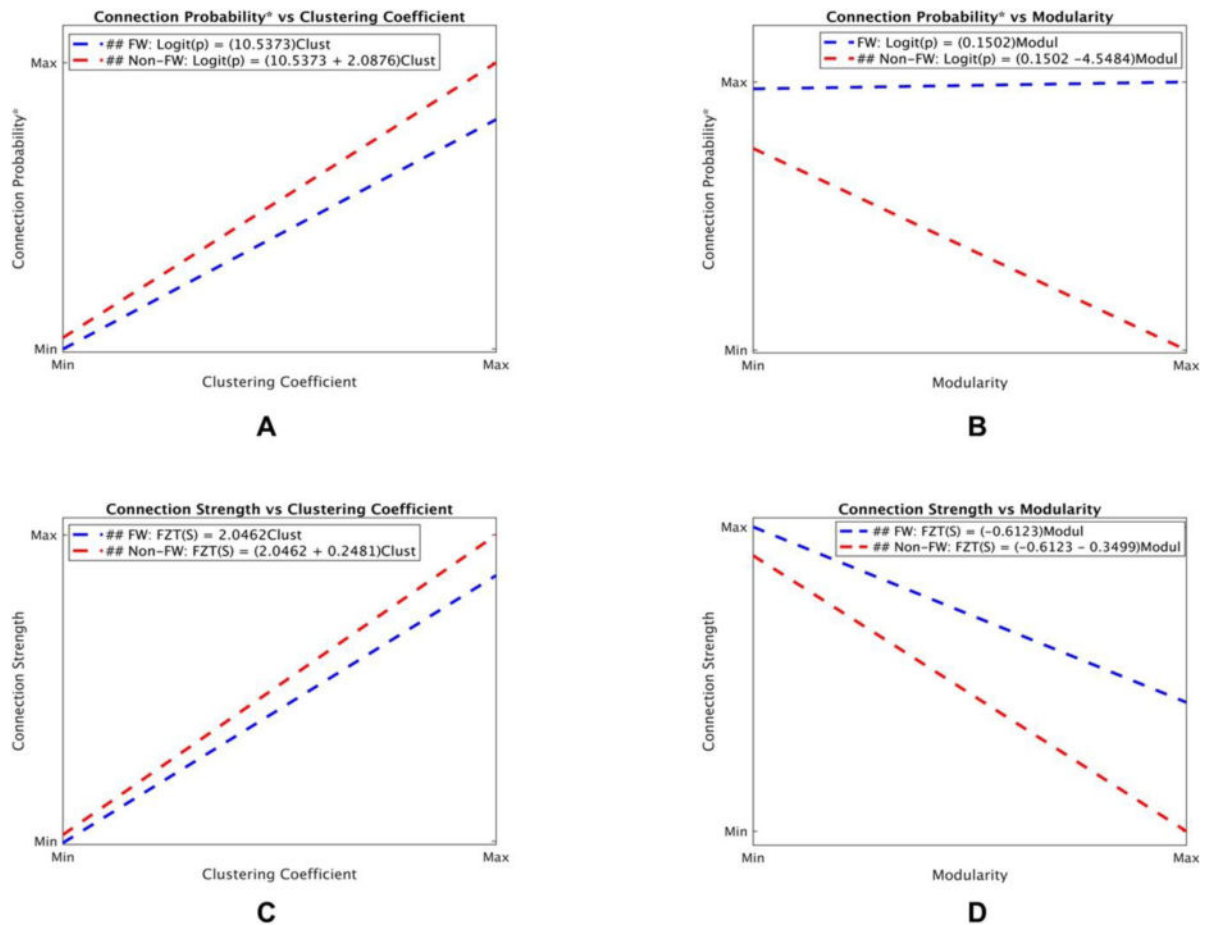 Connection Probability* vs Clustering Coefficient
## FW: Logit(p) = (10.5373)Clust
## Non-FW: Logit(p) = (10.5373 + 2.0876)Clust
Max
Connection Probability*
Min
Min
Max
Clustering Coefficient
A
Connection Probability* vs Modularity
FW: Logit(p) = (0.1502)Modul
## Non-FW: Logit(p) = (0.1502 -4.5484)Modul
Max
Connection Probability*
Min
Min
Max
Modularity
B
Connection Strength vs Clustering Coefficient
## FW: FZT(S) = 2.0462Clust
## Non-FW: FZT(S) = (2.0462 + 0.2481)Clust
Max
Connection Strength
Min
Min
Max
Clustering Coefficient
C
Connection Strength vs Modularity
## FW: FZT(S) = (-0.6123)Modul
## Non-FW: FZT(S) = (-0.6123 - 0.3499)Modul
Max
Connection Strength
Min
Min
Max
Modularity
D